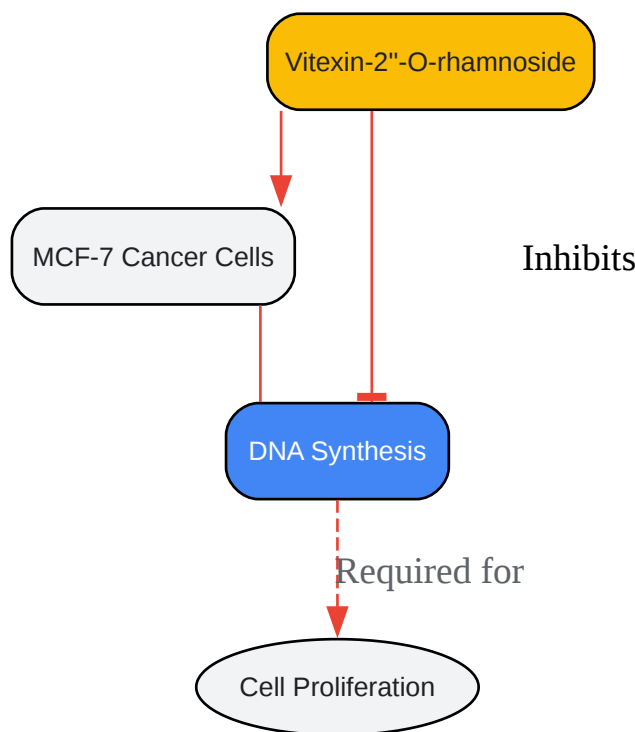 Vitexin-2"-O-rhamnoside
MCF-7 Cancer Cells
Inhibits
DNA Synthesis
Required for
Cell Proliferation